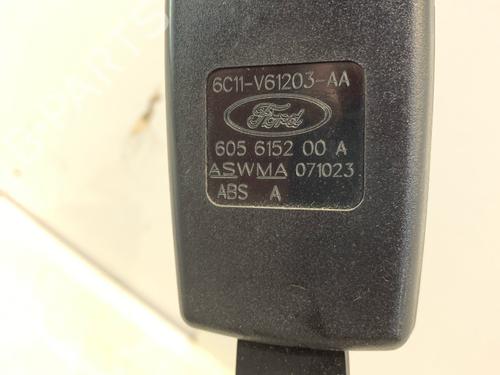 6C11-V61203-AA
Ford
605 6152 00 A
ASWMA 071023
ABS A